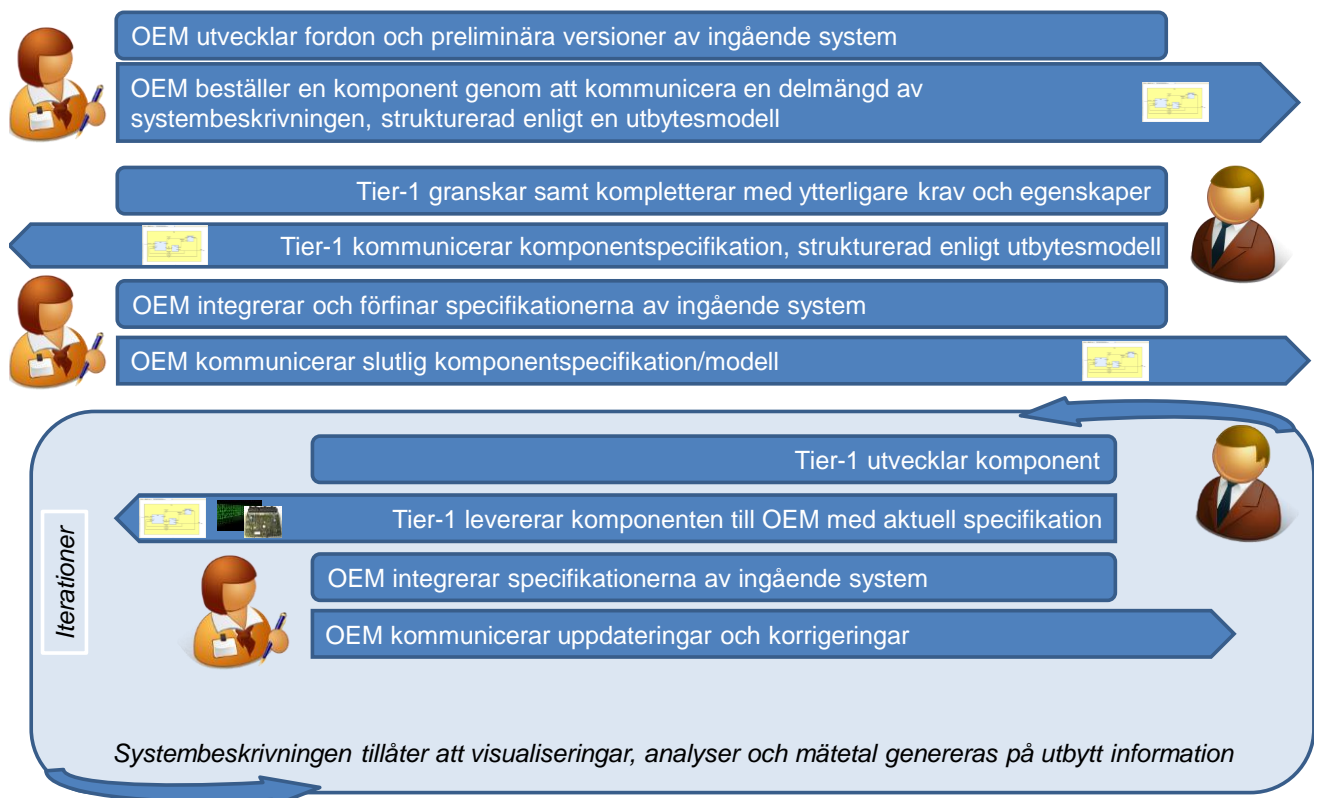 OEM utvecklar fordon och preliminära versioner av ingående system
OEM beställer en komponent genom att kommunicera en delmängd av
systembeskrivningen, strukturerad enligt en utbytesmodell
Tier-1 granskar samt kompletterar med ytterligare krav och egenskaper
Tier-1 kommunicerar komponentspecifikation, strukturerad enligt utbytesmodell
OEM integrerar och förfinar specifikationerna av ingående system
OEM kommunicerar slutlig komponentspecifikation/modell
Iterationer
Tier-1 utvecklar komponent
Tier-1 levererar komponenten till OEM med aktuell specifikation
OEM integrerar specifikationerna av ingående system
OEM kommunicerar uppdateringar och korrigeringar
Systembeskrivningen tillåter att visualiseringar, analyser och mätetal genereras på utbytt information